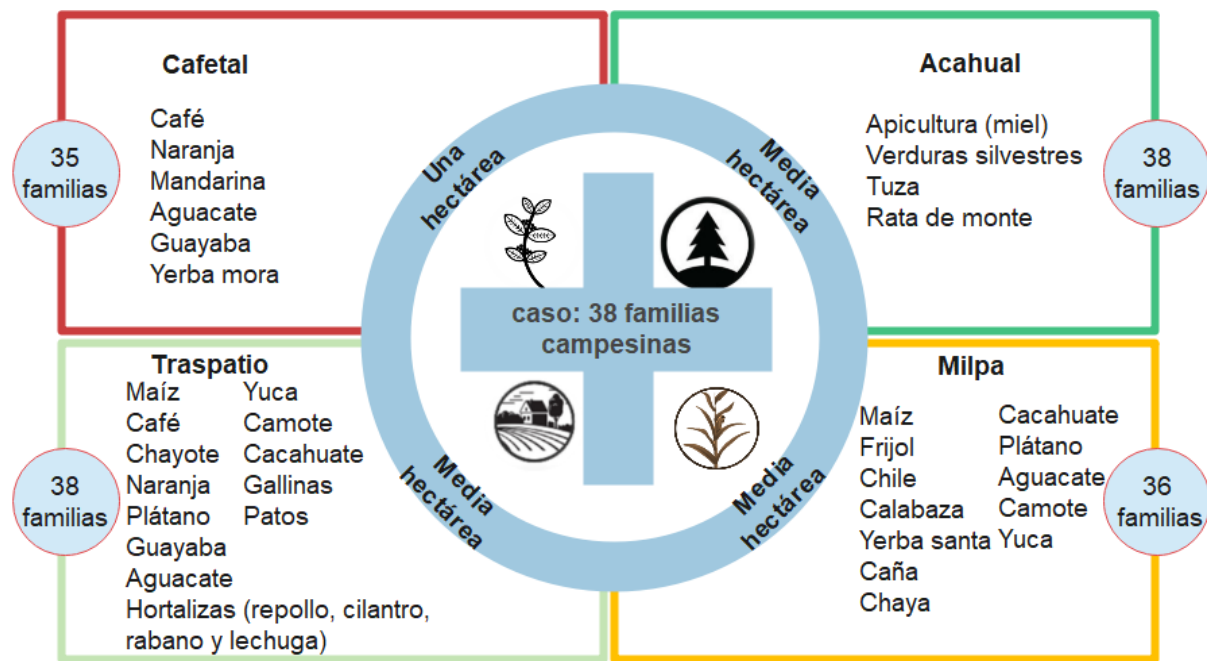 Cafetal
35
familias
Café
Naranja
Mandarina
Aguacate
Guayaba
Yerba mora
Una
hectárea
Acahual
Apicultura (miel)
Verduras silvestres
Tuza
Rata de monte
38
familias
Media
hectárea
caso: 38 familias
campesinas
Traspatio
38
familias
Maíz
Café
Chayote
Naranja
Plátano
Guayaba
Aguacate
Hortalizas (repollo, cilantro,
rabano y lechuga)
Yuca
Camote
Cacahuate
Gallinas
Patos
Media
hectárea
Milpa
Maíz
Frijol
Chile
Calabaza
Yerba santa
Caña
Chaya
Cacahuate
Plátano
Aguacate
Camote
Yuca
36
familias
Media
hectárea